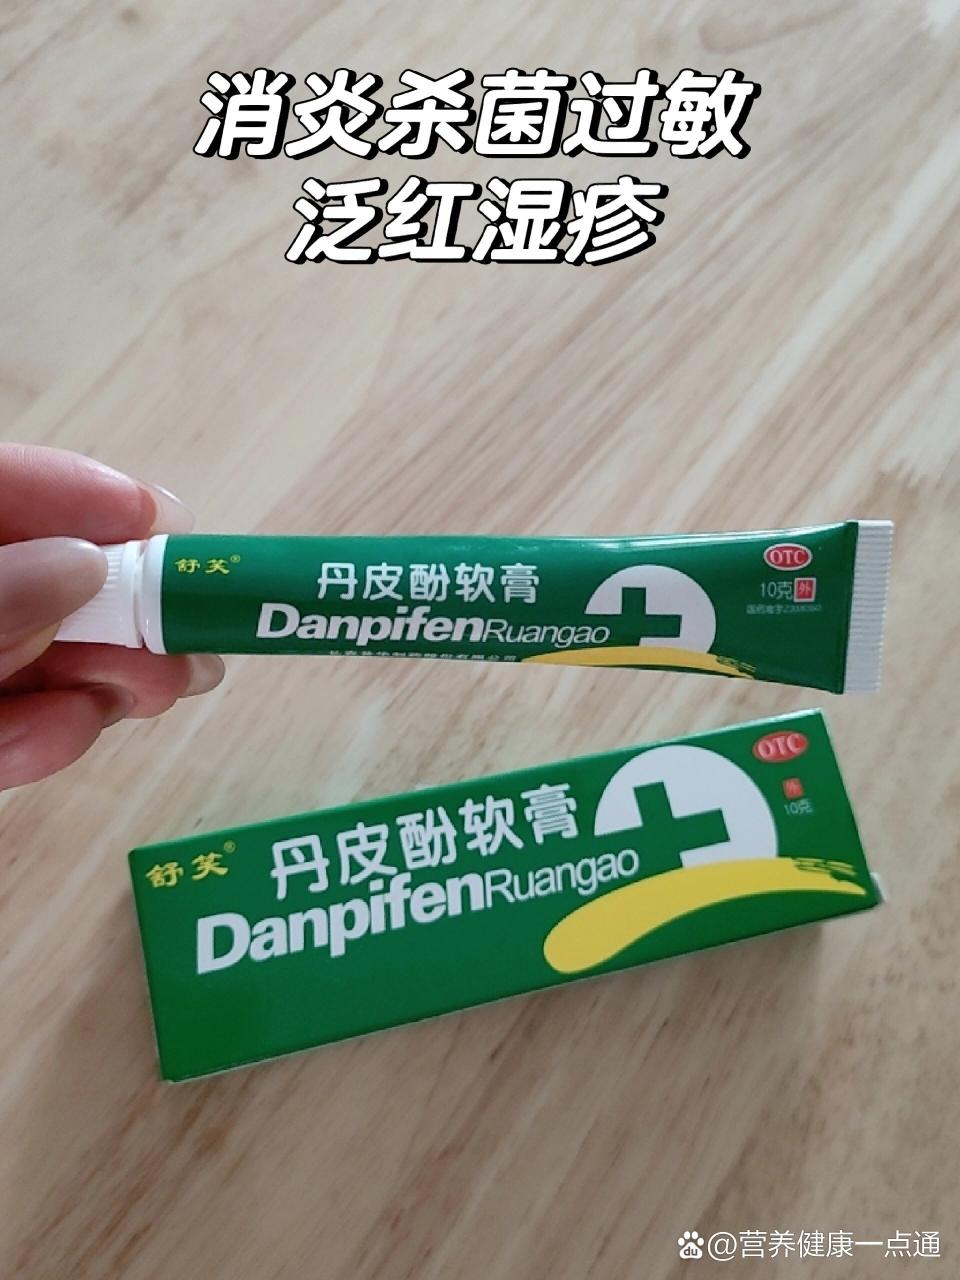 消炎杀菌过敏
泛红湿疹
舒笑®
丹皮酚软膏
DanpifenRuangao
OTC
10克 外
舒笑®
丹皮酚软膏
DanpifenRuangao
OTC
外
10克
@营养健康一点通